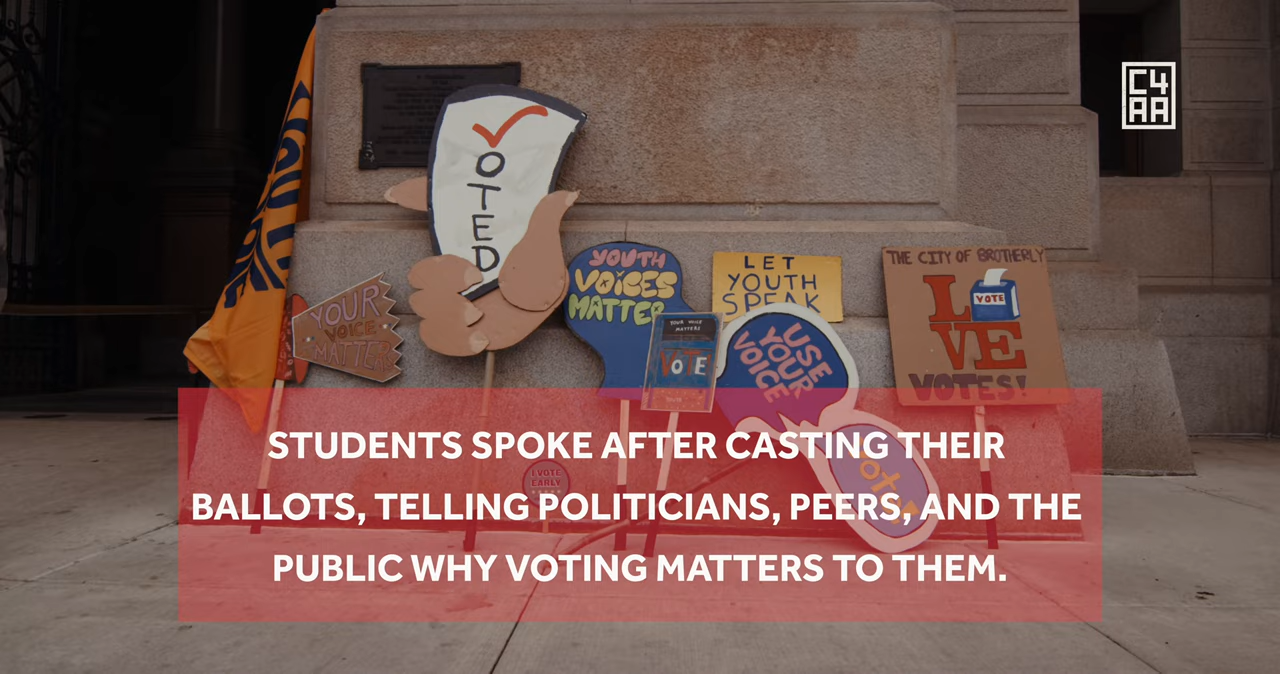 C4
AA
✓
V
O
T
E
D
YOUTH
VOICES
MATTER
LET
YOUTH
SPEAK
THE CITY OF BROTHERLY
LOVE
VOTE
VOTES!
YOUR
VOICE
MATTERS
YOUR VOICE
MATTERS
VOTE
USE
YOUR
VOICE
VOTE
I VOTE
EARLY
STUDENTS SPOKE AFTER CASTING THEIR
BALLOTS, TELLING POLITICIANS, PEERS, AND THE
PUBLIC WHY VOTING MATTERS TO THEM.